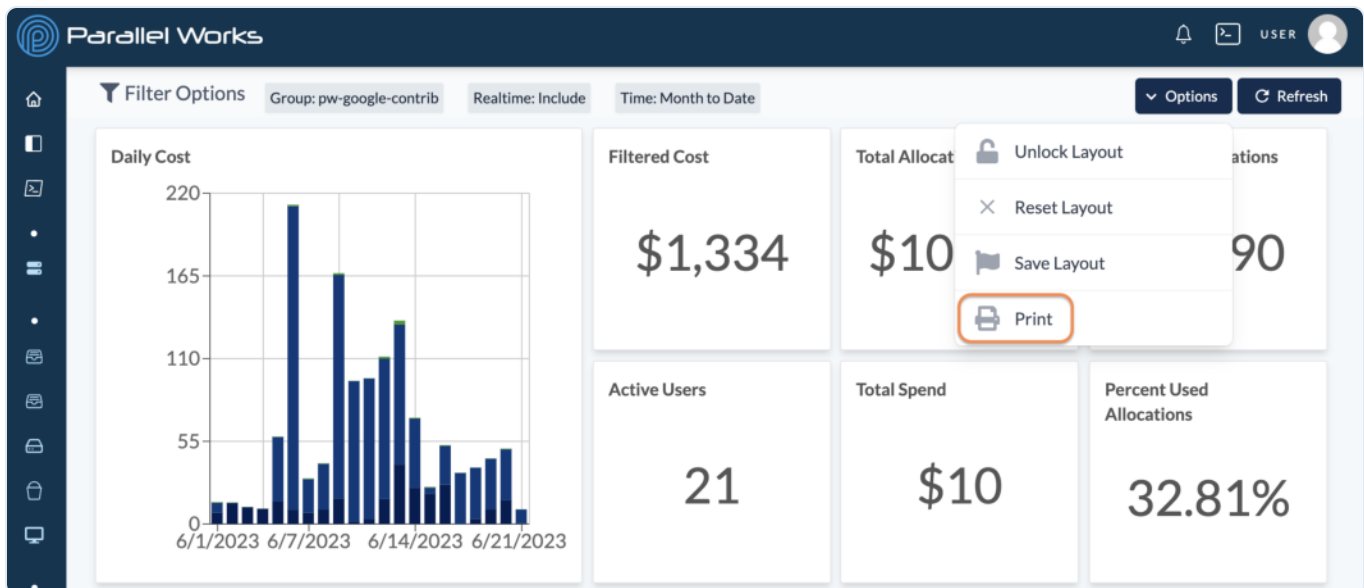 Parallel Works
USER
Filter Options
Group: pw-google-contrib
Realtime: Include
Time: Month to Date
Options
Refresh
Daily Cost
220
165
110
55
0
6/1/2023 6/7/2023 6/14/2023 6/21/2023
Filtered Cost
$1,334
Total Allocat
$10
ations
90
Unlock Layout
Reset Layout
Save Layout
Print
Active Users
21
Total Spend
$10
Percent Used
Allocations
32.81%